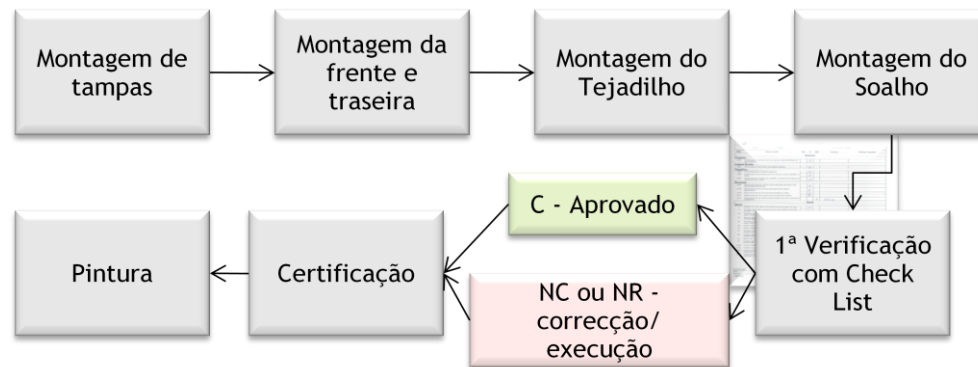 Montagem de
tampas
Montagem da
frente e
traseira
Montagem do
Tejadilho
Montagem do
Soalho
1ª Verificação
com Check
List
C - Aprovado
NC ou NR -
correcção/
execução
Certificação
Pintura